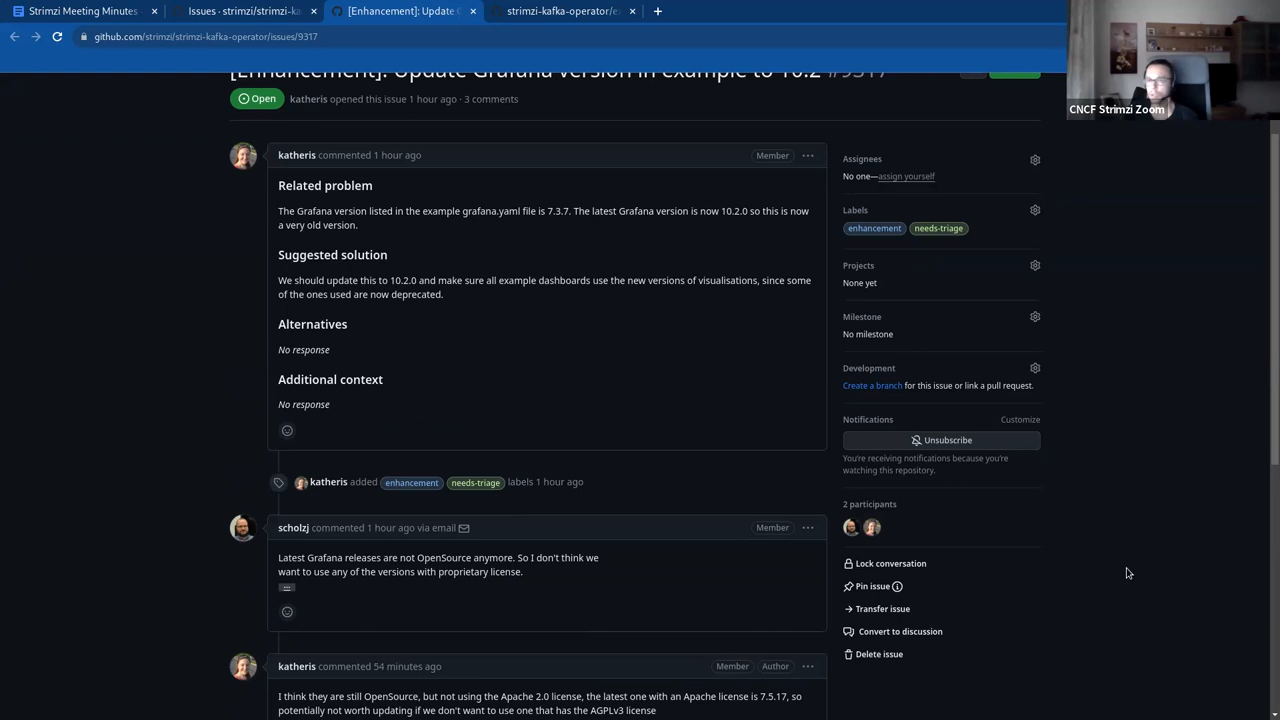 Strimzi Meeting Minutes -
Issues · strimzi/strimzi-ka
[Enhancement]: Update G
strimzi-kafka-operator/ex
github.com/strimzi/strimzi-kafka-operator/issues/9317
[Enhancement]: Update Grafana version in example to 10.2 #9317
Open
katheris opened this issue 1 hour ago · 3 comments
CNCF Strimzi Zoom
katheris commented 1 hour ago
Member
Related problem
The Grafana version listed in the example grafana.yaml file is 7.3.7. The latest Grafana version is now 10.2.0 so this is now
a very old version.
Suggested solution
We should update this to 10.2.0 and make sure all example dashboards use the new versions of visualisations, since some
of the ones used are now deprecated.
Alternatives
No response
Additional context
No response
katheris added enhancement needs-triage labels 1 hour ago
scholzj commented 1 hour ago via email
Member
Latest Grafana releases are not OpenSource anymore. So I don't think we
want to use any of the versions with proprietary license.
katheris commented 54 minutes ago
Member
Author
I think they are still OpenSource, but not using the Apache 2.0 license, the latest one with an Apache license is 7.5.17, so
potentially not worth updating if we don't want to use one that has the AGPLv3 license
Assignees
No one—assign yourself
Labels
enhancement
needs-triage
Projects
None yet
Milestone
No milestone
Development
Create a branch for this issue or link a pull request.
Notifications
Customize
Unsubscribe
You're receiving notifications because you're
watching this repository.
2 participants
Lock conversation
Pin issue
Transfer issue
Convert to discussion
Delete issue